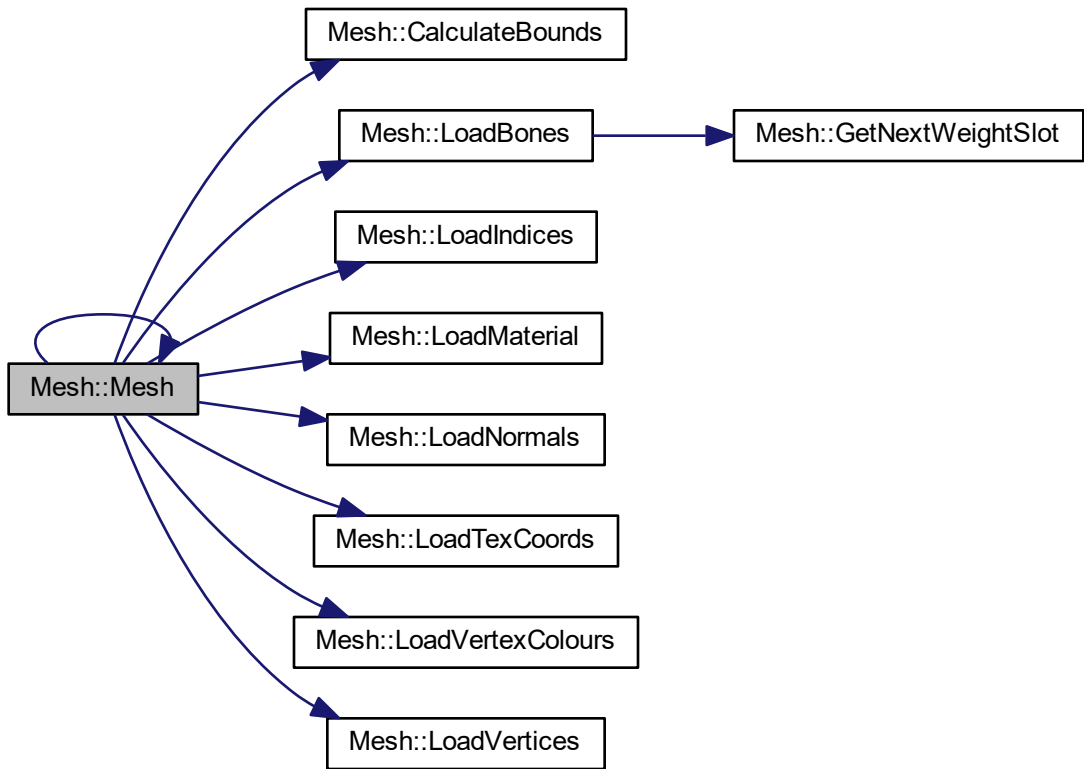 Mesh::CalculateBounds
Mesh::LoadBones
Mesh::GetNextWeightSlot
Mesh::LoadIndices
Mesh::LoadMaterial
Mesh::Mesh
Mesh::LoadNormals
Mesh::LoadTexCoords
Mesh::LoadVertexColours
Mesh::LoadVertices